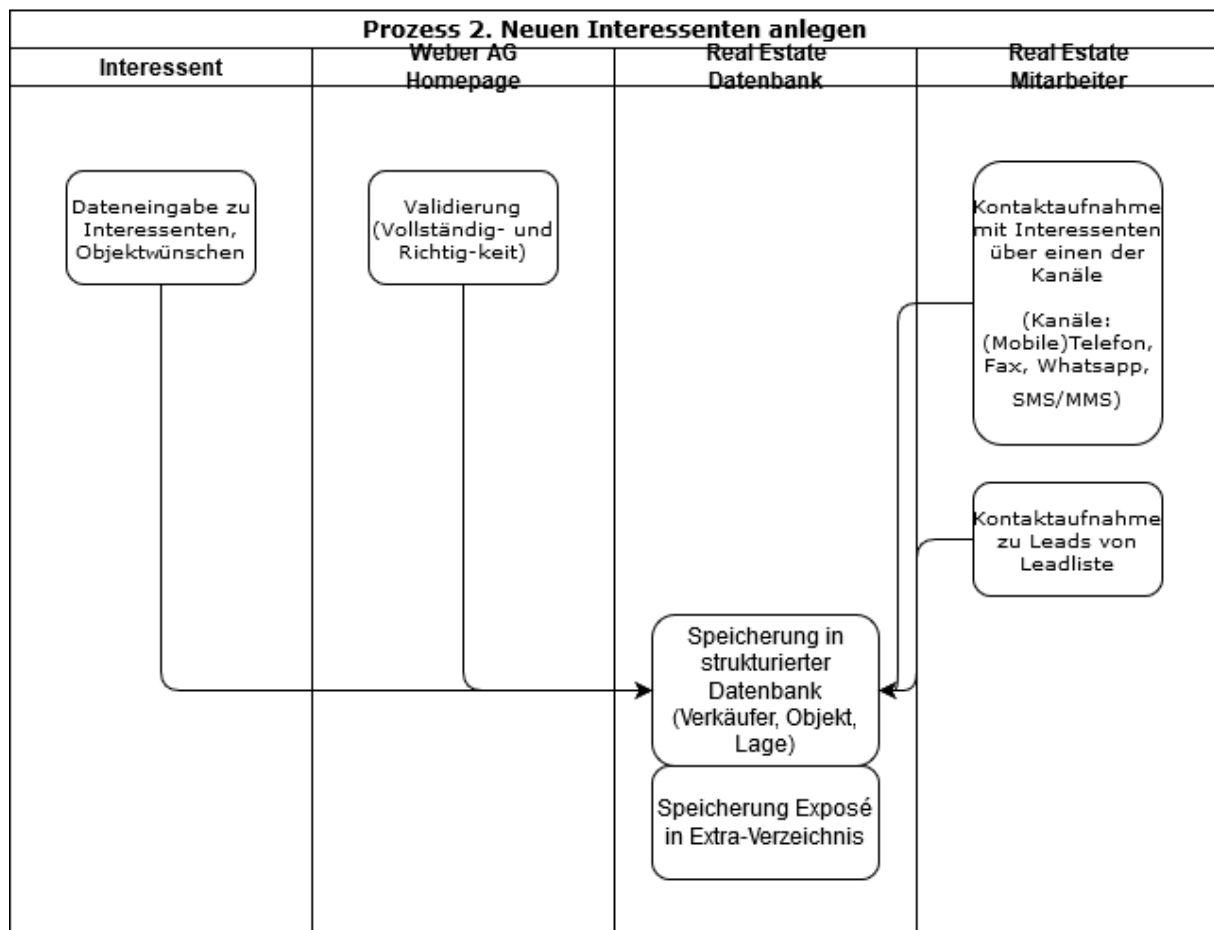 Prozess 2. Neuen Interessenten anlegen
Interessent
Weber AG
Homepage
Real Estate
Datenbank
Real Estate
Mitarbeiter
Dateneingabe zu
Interessenten,
Objektwünschen
Validierung
(Vollständig- und
Richtig-keit)
Kontaktaufnahme
mit Interessenten
über einen der
Kanäle
(Kanäle:
(Mobile)Telefon,
Fax, Whatsapp,
SMS/MMS)
Kontaktaufnahme
zu Leads von
Leadliste
Speicherung in
strukturierter
Datenbank
(Verkäufer, Objekt,
Lage)
Speicherung Exposé
in Extra-Verzeichnis